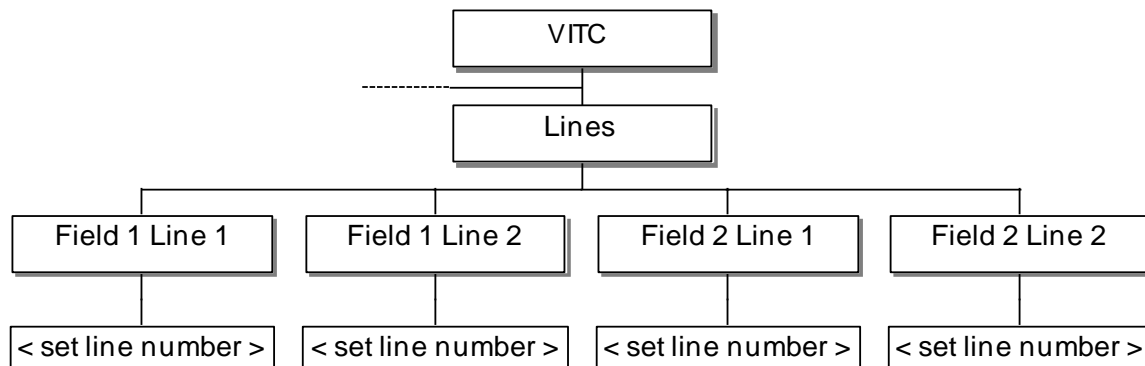 VITC
Lines
Field 1 Line 1
Field 1 Line 2
Field 2 Line 1
Field 2 Line 2
< set line number >
< set line number >
< set line number >
< set line number >